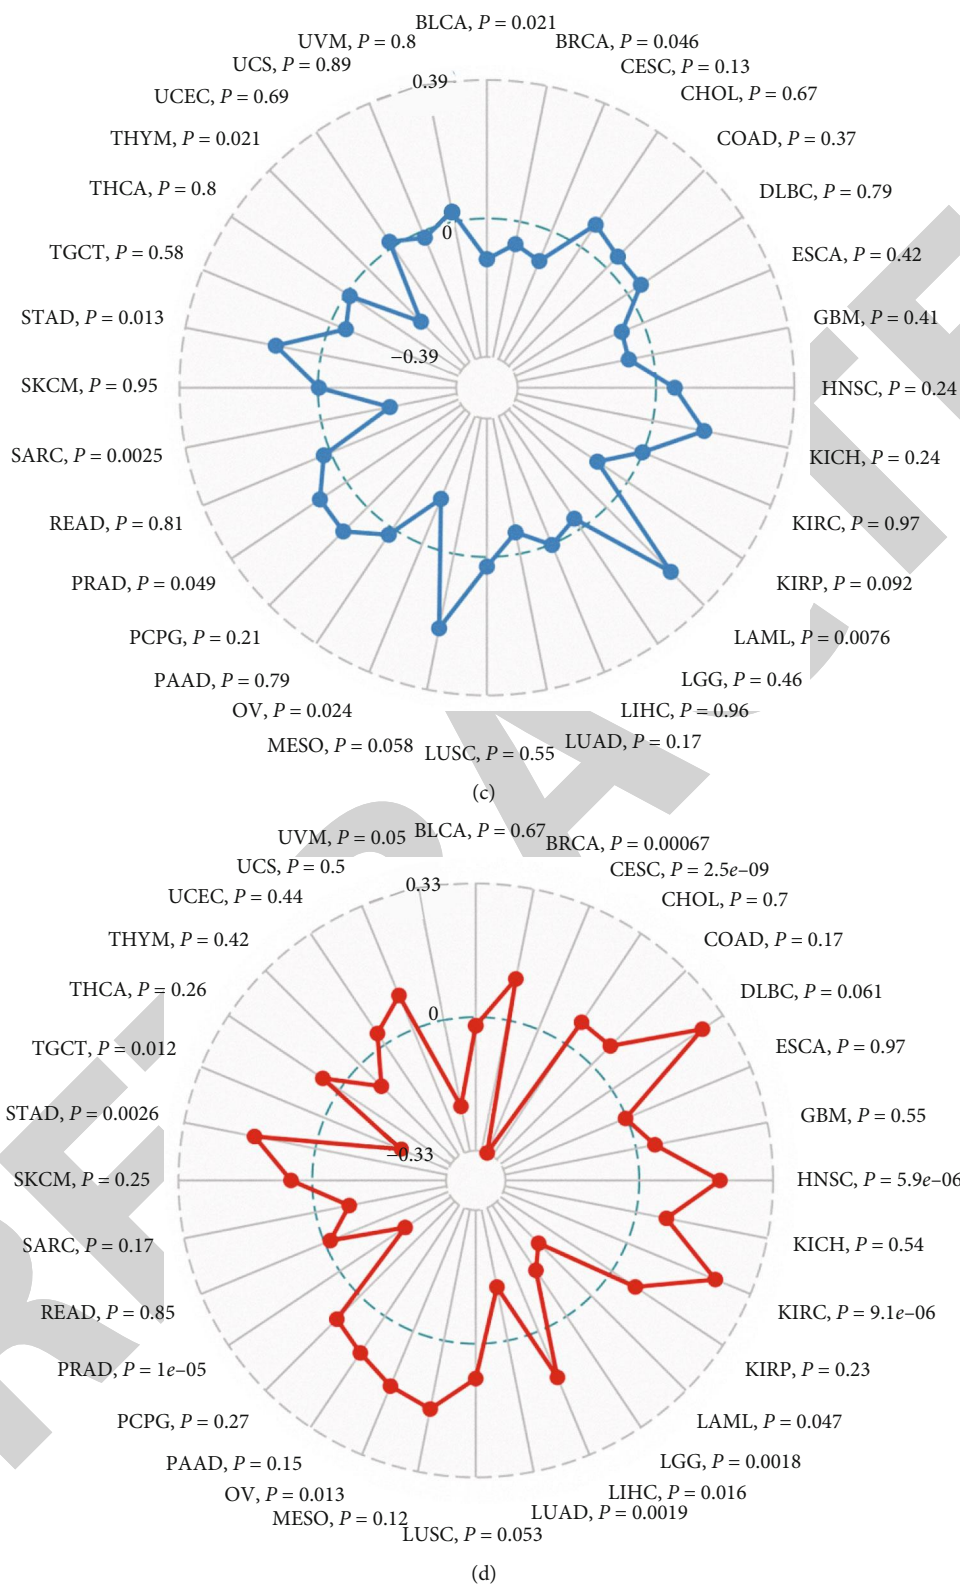 BLCA, P = 0.021
UVM, P = 0.8
BRCA, P = 0.046
UCS, P = 0.89
CESC, P = 0.13
0.39
UCEC, P = 0.69
CHOL, P = 0.67
THYM, P = 0.021
COAD, P = 0.37
THCA, P = 0.8
DLBC, P = 0.79
0
TGCT, P = 0.58
ESCA, P = 0.42
STAD, P = 0.013
GBM, P = 0.41
−0.39
SKCM, P = 0.95
HNSC, P = 0.24
SARC, P = 0.0025
KICH, P = 0.24
READ, P = 0.81
KIRC, P = 0.97
PRAD, P = 0.049
KIRP, P = 0.092
PCPG, P = 0.21
LAML, P = 0.0076
PAAD, P = 0.79
LGG, P = 0.46
OV, P = 0.024
LIHC, P = 0.96
MESO, P = 0.058
LUSC, P = 0.55
LUAD, P = 0.17
(c)
UVM, P = 0.05
BLCA, P = 0.67
BRCA, P = 0.00067
UCS, P = 0.5
CESC, P = 2.5e–09
0.33
UCEC, P = 0.44
CHOL, P = 0.7
THYM, P = 0.42
COAD, P = 0.17
THCA, P = 0.26
DLBC, P = 0.061
0
TGCT, P = 0.012
ESCA, P = 0.97
STAD, P = 0.0026
GBM, P = 0.55
−0.33
SKCM, P = 0.25
HNSC, P = 5.9e–06
SARC, P = 0.17
KICH, P = 0.54
READ, P = 0.85
KIRC, P = 9.1e–06
PRAD, P = 1e–05
KIRP, P = 0.23
PCPG, P = 0.27
LAML, P = 0.047
PAAD, P = 0.15
LGG, P = 0.0018
OV, P = 0.013
LIHC, P = 0.016
MESO, P = 0.12
LUAD, P = 0.0019
LUSC, P = 0.053
(d)